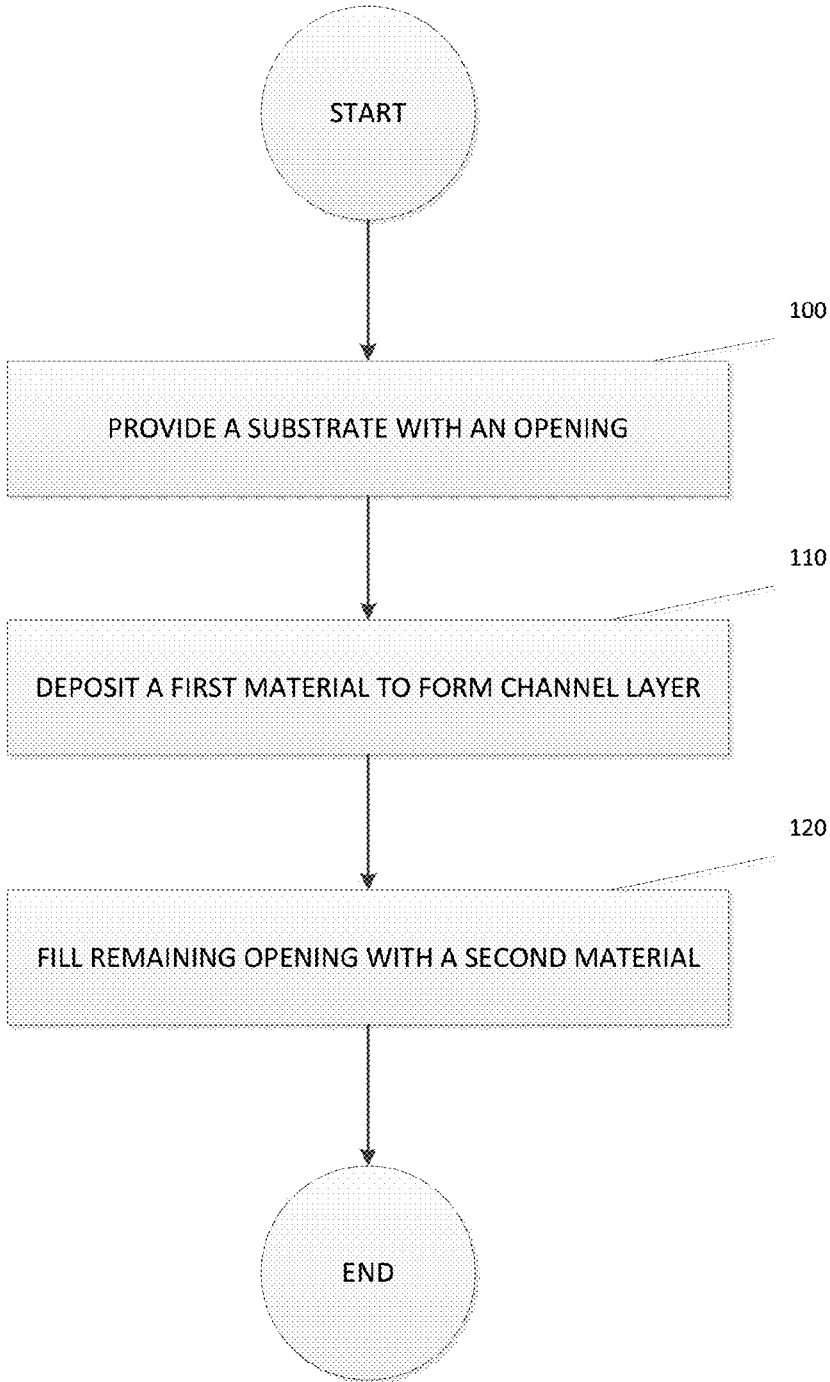 START
100
PROVIDE A SUBSTRATE WITH AN OPENING
110
DEPOSIT A FIRST MATERIAL TO FORM CHANNEL LAYER
120
FILL REMAINING OPENING WITH A SECOND MATERIAL
END